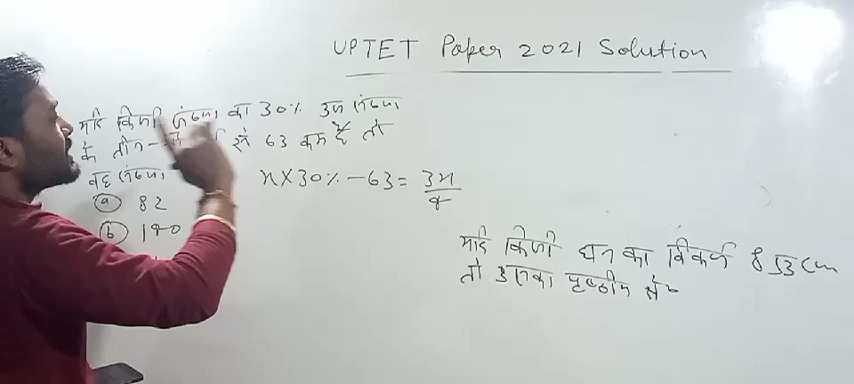 UPTET Paper 2021 Solution
यदि किसी संख्या का 30% उस संख्या
के तीन- से 63 कम है तो
वह संख्या
(a) 82
(b) 180
x X 30% - 63 = 3x
8
यदि किसी घन का विकर्ण 8√3 cm
तो उसका पृष्ठीय क्षे०